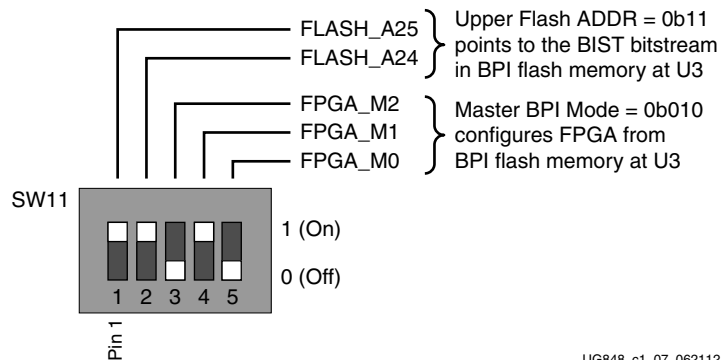 FLASH_A25
FLASH_A24
Upper Flash ADDR = 0b11
points to the BIST bitstream
in BPI flash memory at U3
FPGA_M2
FPGA_M1
FPGA_M0
Master BPI Mode = 0b010
configures FPGA from
BPI flash memory at U3
SW11
1 (On)
0 (Off)
1 2 3 4 5
Pin 1
UG848_c1_07_062112